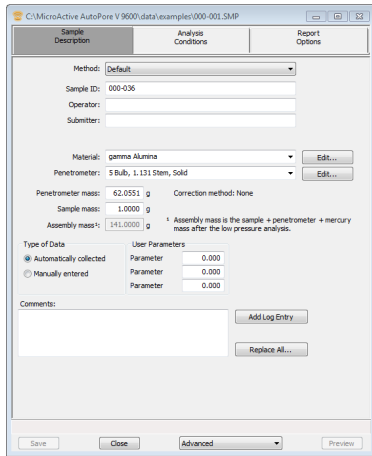 C:\MicroActive AutoPore V 9600\data\examples\000-001.SMP
Sample Description
Analysis Conditions
Report Options
Method: Default
Sample ID: 000-036
Operator:
Submitter:
Material: gamma Alumina Edit...
Penetrometer: 5 Bulb, 1.131 Stem, Solid Edit...
Penetrometer mass: 62.0551 g Correction method: None
Sample mass: 1.0000 g
Assembly mass¹: 141.0000 g
¹ Assembly mass is the sample + penetrometer + mercury
mass after the low pressure analysis.
Type of Data
Automatically collected
Manually entered
User Parameters
Parameter 0.000
Parameter 0.000
Parameter 0.000
Comments:
Add Log Entry
Replace All...
Save Close Advanced Preview